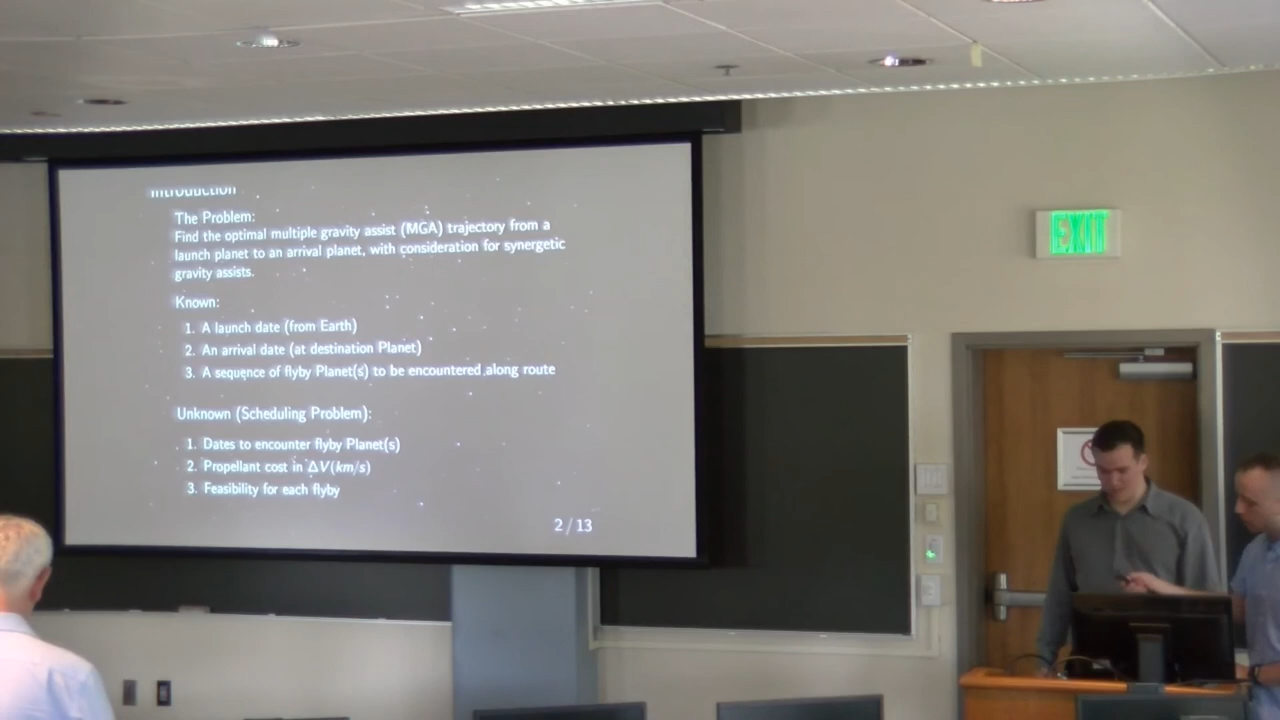 Introduction
The Problem:
Find the optimal multiple gravity assist (MGA) trajectory from a
launch planet to an arrival planet, with consideration for synergetic
gravity assists.
Known:
1. A launch date (from Earth)
2. An arrival date (at destination Planet)
3. A sequence of flyby Planet(s) to be encountered along route
Unknown (Scheduling Problem):
1. Dates to encounter flyby Planet(s)
2. Propellant cost in ΔV(km/s)
3. Feasibility for each flyby
2 / 13
EXIT